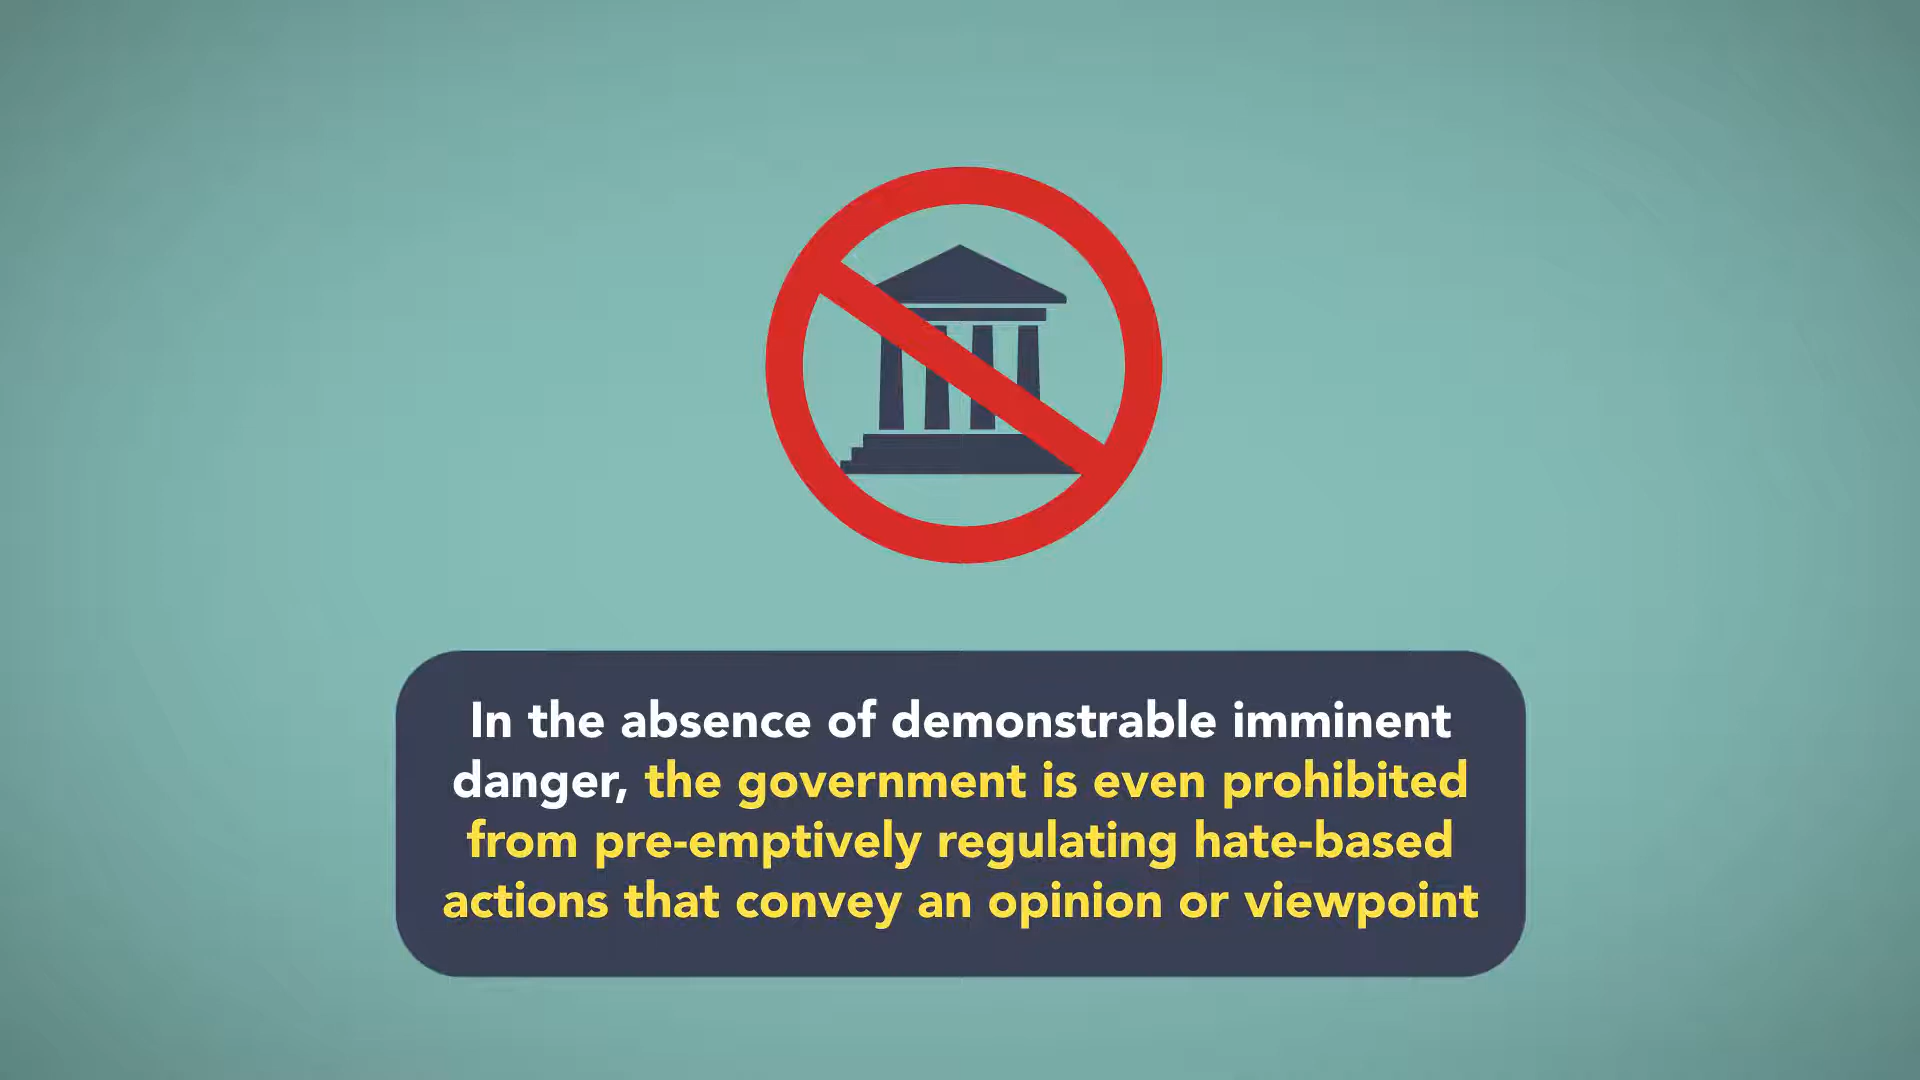 In the absence of demonstrable imminent
danger, the government is even prohibited
from pre-emptively regulating hate-based
actions that convey an opinion or viewpoint